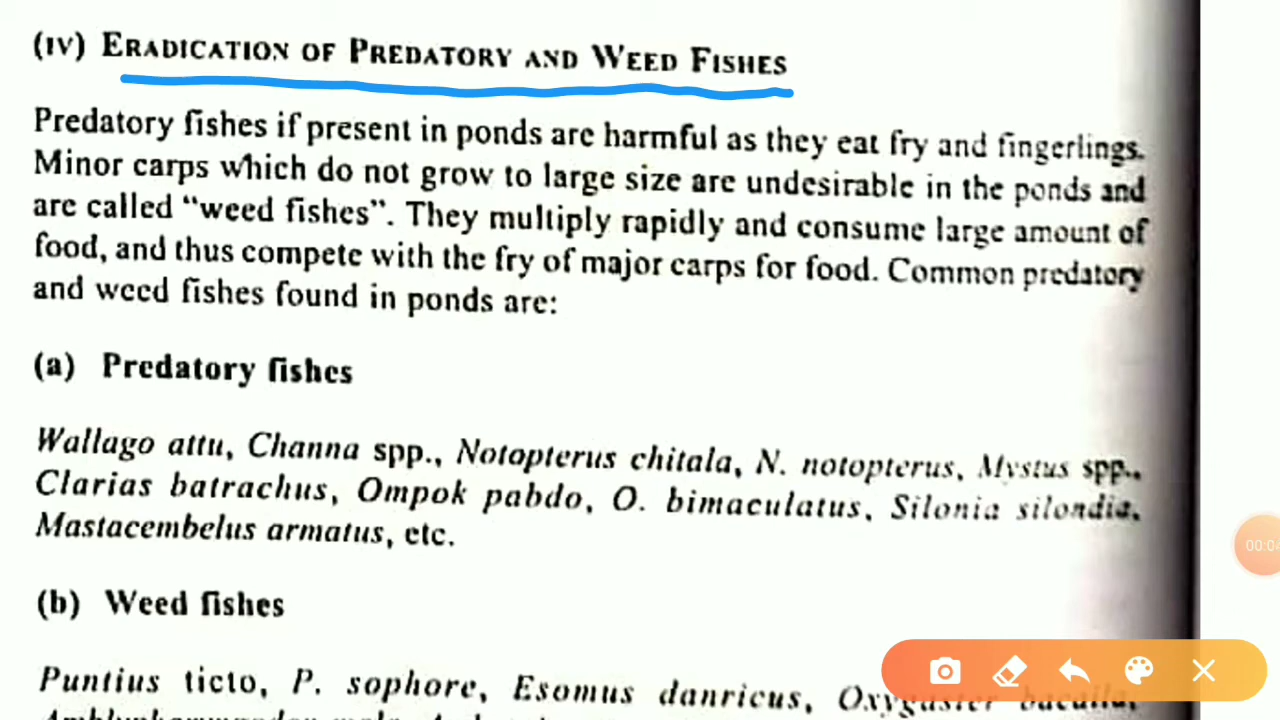 (iv) Eradication of Predatory and Weed Fishes
Predatory fishes if present in ponds are harmful as they eat fry and fingerlings.
Minor carps which do not grow to large size are undesirable in the ponds and
are called “weed fishes”. They multiply rapidly and consume large amount of
food, and thus compete with the fry of major carps for food. Common predatory
and weed fishes found in ponds are:
(a) Predatory fishes
Wallago attu, Channa spp., Notopterus chitala, N. notopterus, Mystus spp.,
Clarias batrachus, Ompok pabdo, O. bimaculatus, Silonia silondia,
Mastacembelus armatus, etc.
(b) Weed fishes
Puntius ticto, P. sophore, Esomus danricus, Oxygaster bacaila,
00:0